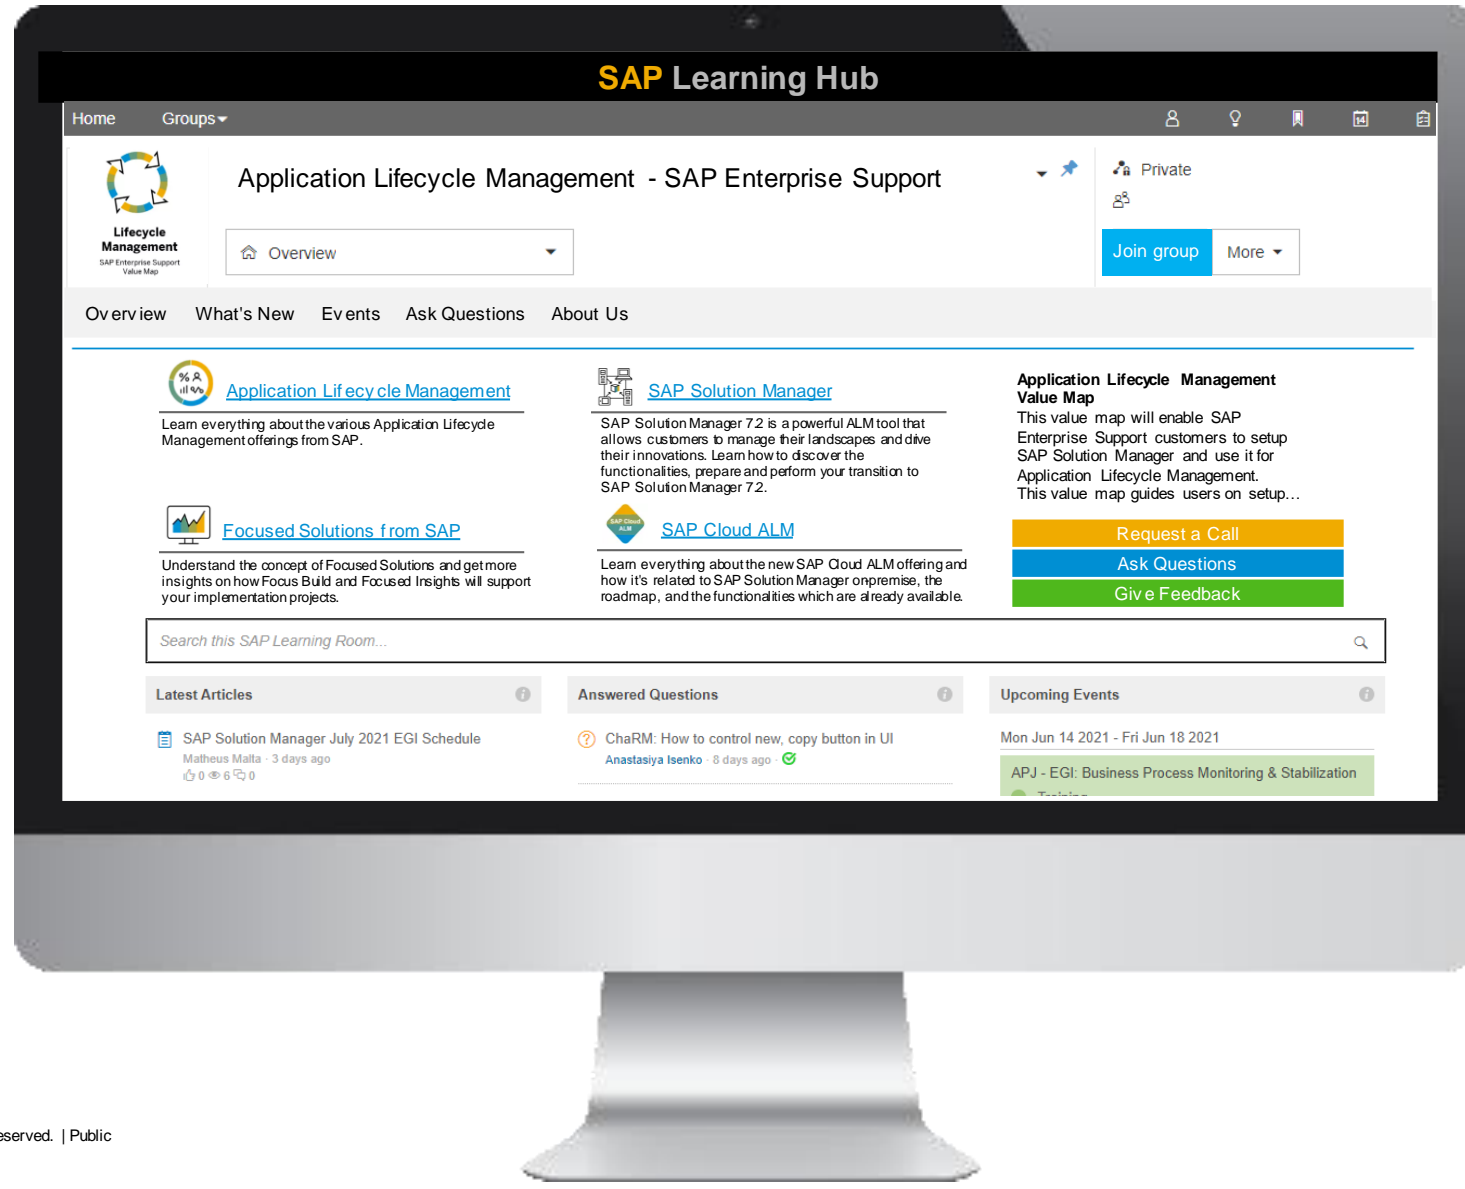 SAP Learning Hub
Home
Groups
14
Application Lifecycle Management - SAP Enterprise Support
Private
Lifecycle
Management
SAP Enterprise Support
Value Map
Overview
Join group
More
Overview
What's New
Events
Ask Questions
About Us
Application Lifecycle Management
Learn everything about the various Application Lifecycle
Management offerings from SAP.
SAP Solution Manager
SAP Solution Manager 7.2 is a powerful ALM tool that
allows customers to manage their landscapes and drive
their innovations. Learn how to discover the
functionalities, prepare and perform your transition to
SAP Solution Manager 7.2.
Application Lifecycle Management
Value Map
This value map will enable SAP
Enterprise Support customers to setup
SAP Solution Manager and use it for
Application Lifecycle Management.
This value map guides users on setup...
Focused Solutions from SAP
Understand the concept of Focused Solutions and get more
insights on how Focus Build and Focused Insights will support
your implementation projects.
SAP Cloud
ALM
SAP Cloud ALM
Learn everything about the new SAP Cloud ALM offering and
how it's related to SAP Solution Manager on-premise, the
roadmap, and the functionalities which are already available.
Request a Call
Ask Questions
Give Feedback
Search this SAP Learning Room...
Latest Articles
SAP Solution Manager July 2021 EGI Schedule
Matheus Malta · 3 days ago
0 6 0
Answered Questions
ChaRM: How to control new, copy button in UI
Anastasiya Isenko · 8 days ago ·
Upcoming Events
Mon Jun 14 2021 - Fri Jun 18 2021
APJ - EGI: Business Process Monitoring & Stabilization
Training
eserved. | Public